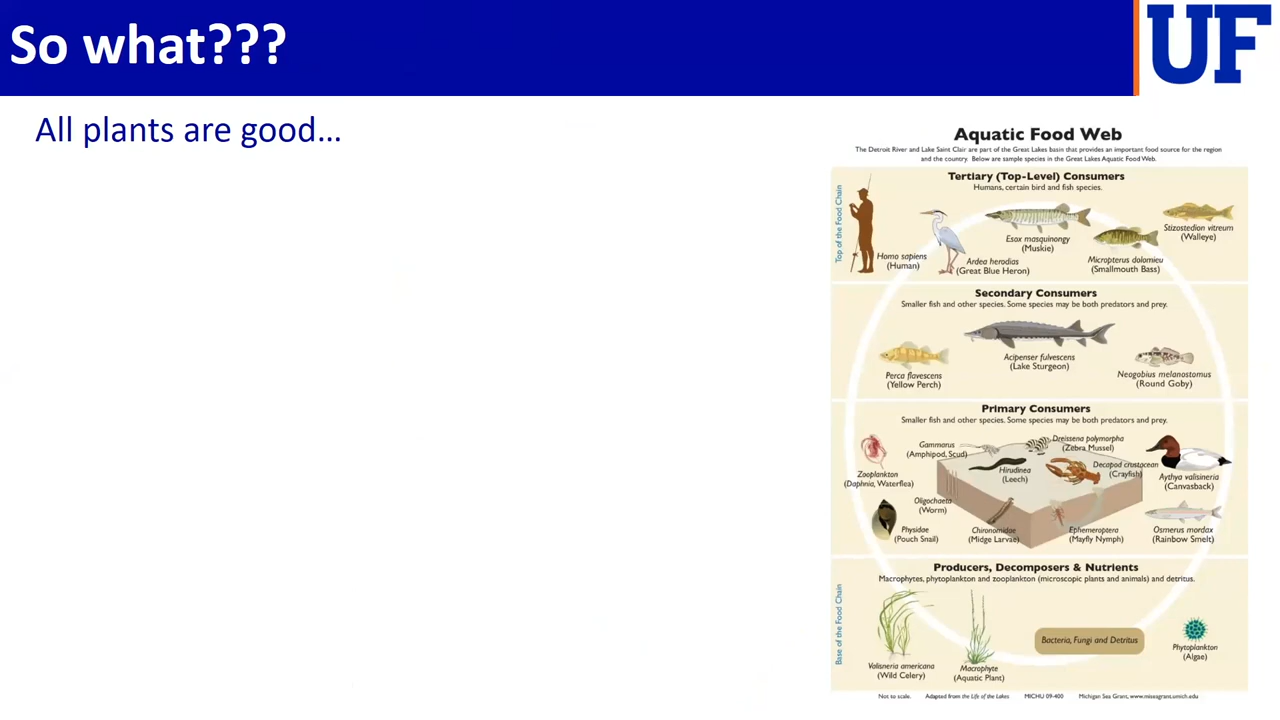 So what???
UF
All plants are good…
Aquatic Food Web
The Detroit River and Lake Saint Clair are part of the Great Lakes basin that provides an important food source for the region
and the country. Below are sample species in the Great Lakes Aquatic Food Web.
Top of the Food Chain
Tertiary (Top-Level) Consumers
Humans, certain bird and fish species.
Homo sapiens
(Human)
Ardea herodias
(Great Blue Heron)
Esox masquinongy
(Muskie)
Micropterus dolomieu
(Smallmouth Bass)
Stizostedion vitreum
(Walleye)
Secondary Consumers
Smaller fish and other species. Some species may be both predators and prey.
Perca flavescens
(Yellow Perch)
Acipenser fulvescens
(Lake Sturgeon)
Neogobius melanostomus
(Round Goby)
Primary Consumers
Smaller fish and other species. Some species may be both predators and prey.
Zooplankton
(Daphnia, Waterflea)
Gammarus
(Amphipod, Scud)
Hirudinea
(Leech)
Dreissena polymorpha
(Zebra Mussel)
Decapod crustacean
(Crayfish)
Aythya valisineria
(Canvasback)
Oligochaeta
(Worm)
Physidae
(Pouch Snail)
Chironomidae
(Midge Larvae)
Ephemeroptera
(Mayfly Nymph)
Osmerus mordax
(Rainbow Smelt)
Base of the Food Chain
Producers, Decomposers & Nutrients
Macrophytes, phytoplankton and zooplankton (microscopic plants and animals) and detritus.
Valisneria americana
(Wild Celery)
Macrophyte
(Aquatic Plant)
Bacteria, Fungi and Detritus
Phytoplankton
(Algae)
Not to scale. Adapted from the Life of the Lakes MICHU 09-400 Michigan Sea Grant, www.miseagrant.umich.edu